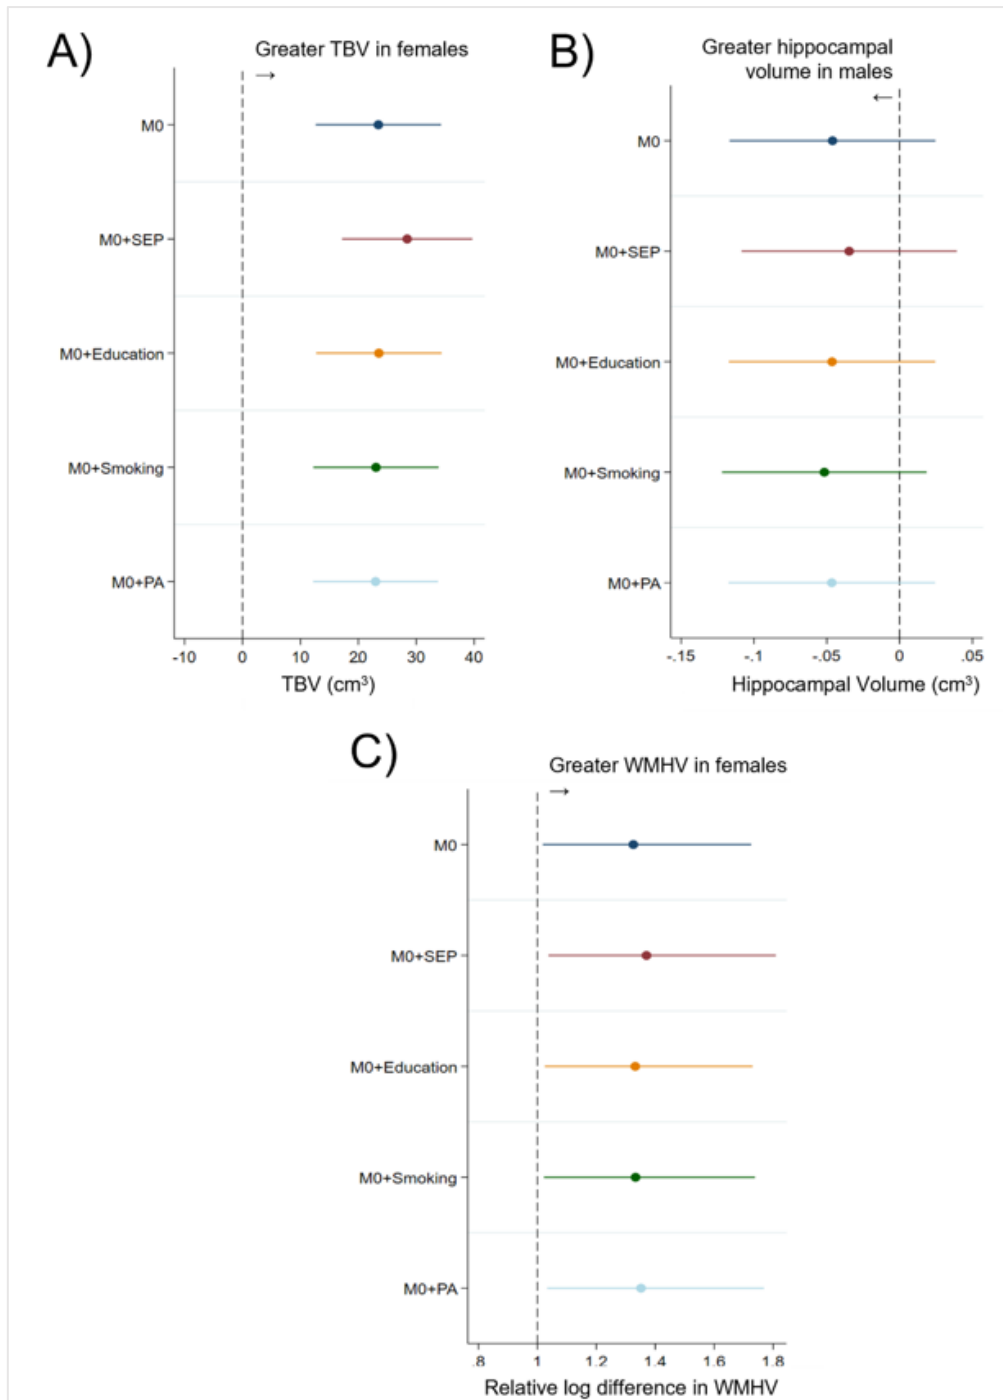 A)
Greater TBV in females
→
M0
M0+SEP
M0+Education
M0+Smoking
M0+PA
-10 0 10 20 30 40
TBV (cm³)
B)
Greater hippocampal
volume in males
←
M0
M0+SEP
M0+Education
M0+Smoking
M0+PA
-.15 -.1 -.05 0 .05
Hippocampal Volume (cm³)
C)
Greater WMHV in females
→
M0
M0+SEP
M0+Education
M0+Smoking
M0+PA
.8 1 1.2 1.4 1.6 1.8
Relative log difference in WMHV